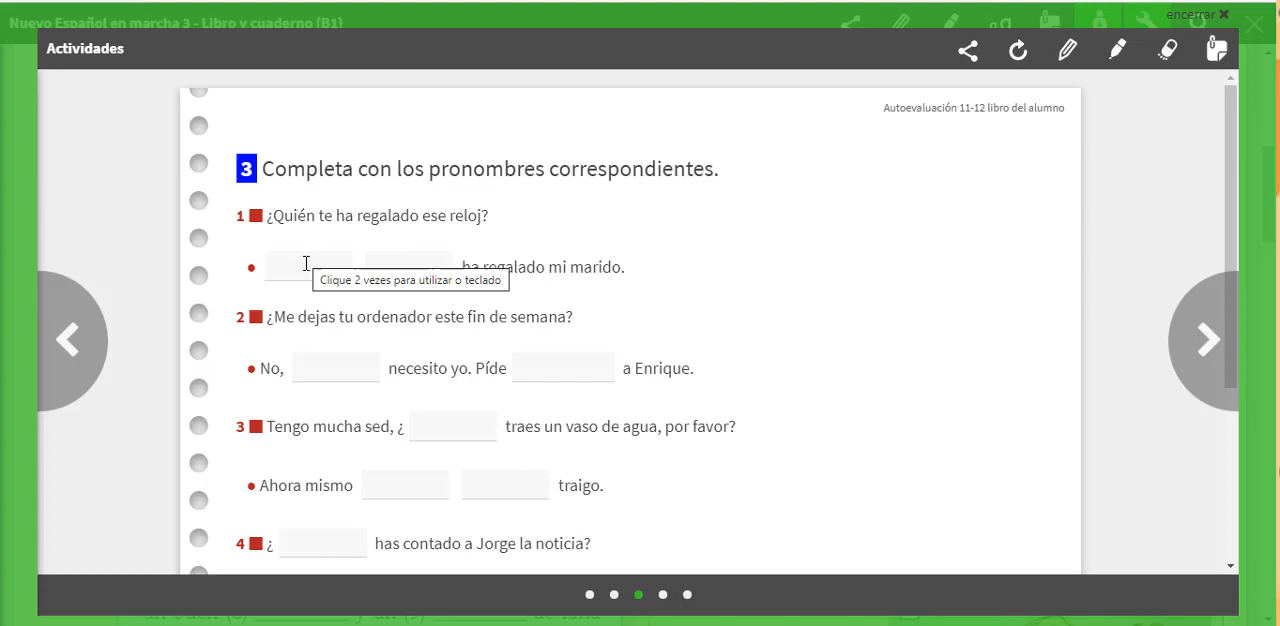 Nuevo Español en marcha 3 - Libro y cuaderno (B1)
encerrar ✕
Actividades
Autoevaluación 11-12 libro del alumno
3 Completa con los pronombres correspondientes.
1 ¿Quién te ha regalado ese reloj?
ha regalado mi marido.
Clique 2 vezes para utilizar o teclado
2 ¿Me dejas tu ordenador este fin de semana?
No, necesito yo. Píde a Enrique.
3 Tengo mucha sed, ¿ traes un vaso de agua, por favor?
Ahora mismo traigo.
4 ¿ has contado a Jorge la noticia?